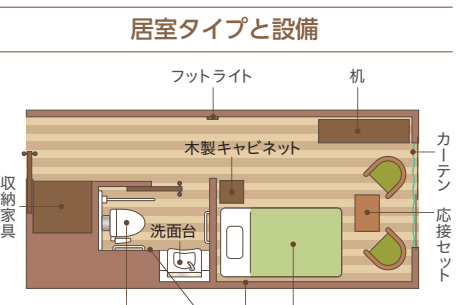 居室タイプと設備
フットライト
机
木製キャビネット
カーテン
応接セット
収納家具
洗面台